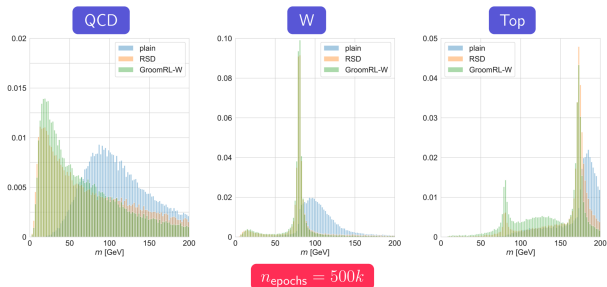 QCD
W
Top
0.02
0.015
0.01
0.005
0
plain
RSD
GroomRL-W
0
50
100
150
200
m [GeV]
0.10
0.08
0.06
0.04
0.02
0
plain
RSD
GroomRL-W
0
50
100
150
200
m [GeV]
0.05
0.04
0.03
0.02
0.01
0
plain
RSD
GroomRL-W
0
50
100
150
200
m [GeV]
n_epochs = 500k